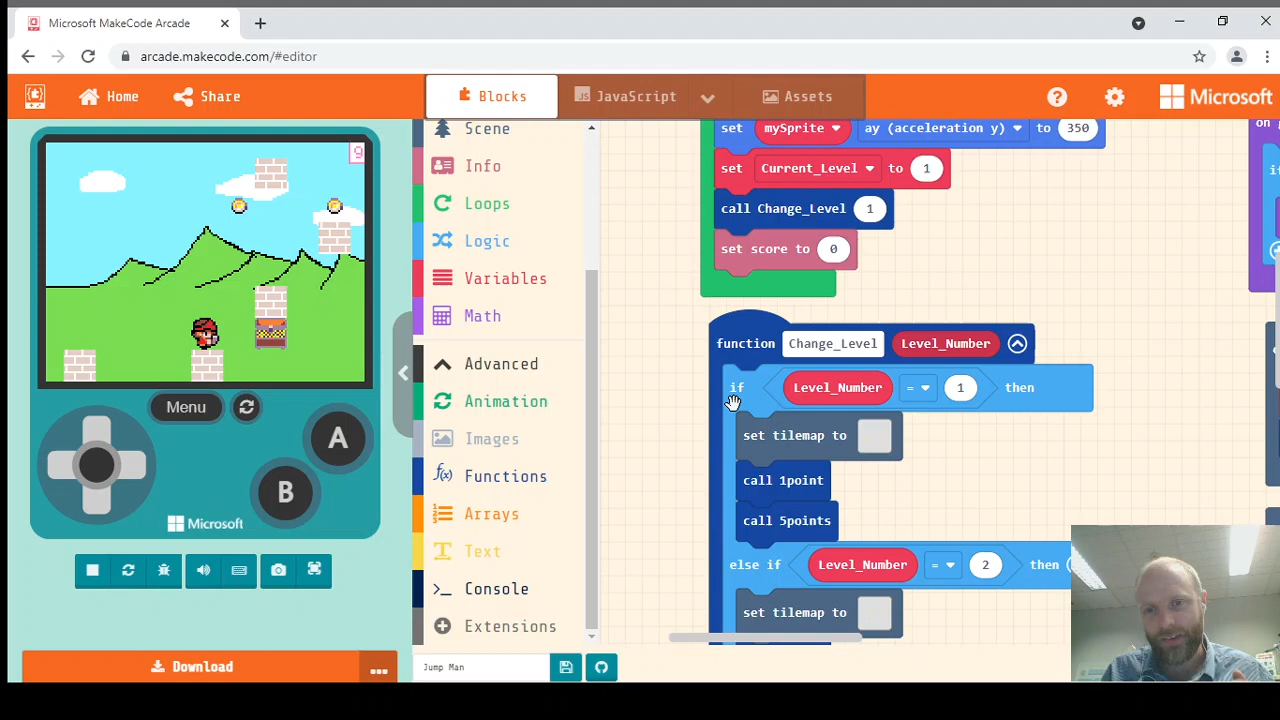 Microsoft MakeCode Arcade
arcade.makecode.com/#editor
Home
Share
Blocks
JavaScript
Assets
Microsoft
9
Menu
A
B
Microsoft
Download
Scene
Info
Loops
Logic
Variables
Math
Advanced
Animation
Images
Functions
Arrays
Text
Console
Extensions
Jump Man
set mySprite ay (acceleration y) to 350
set Current_Level to 1
call Change_Level 1
set score to 0
function Change_Level Level_Number
if Level_Number = 1 then
set tilemap to
call 1point
call 5points
else if Level_Number = 2 then
set tilemap to
on